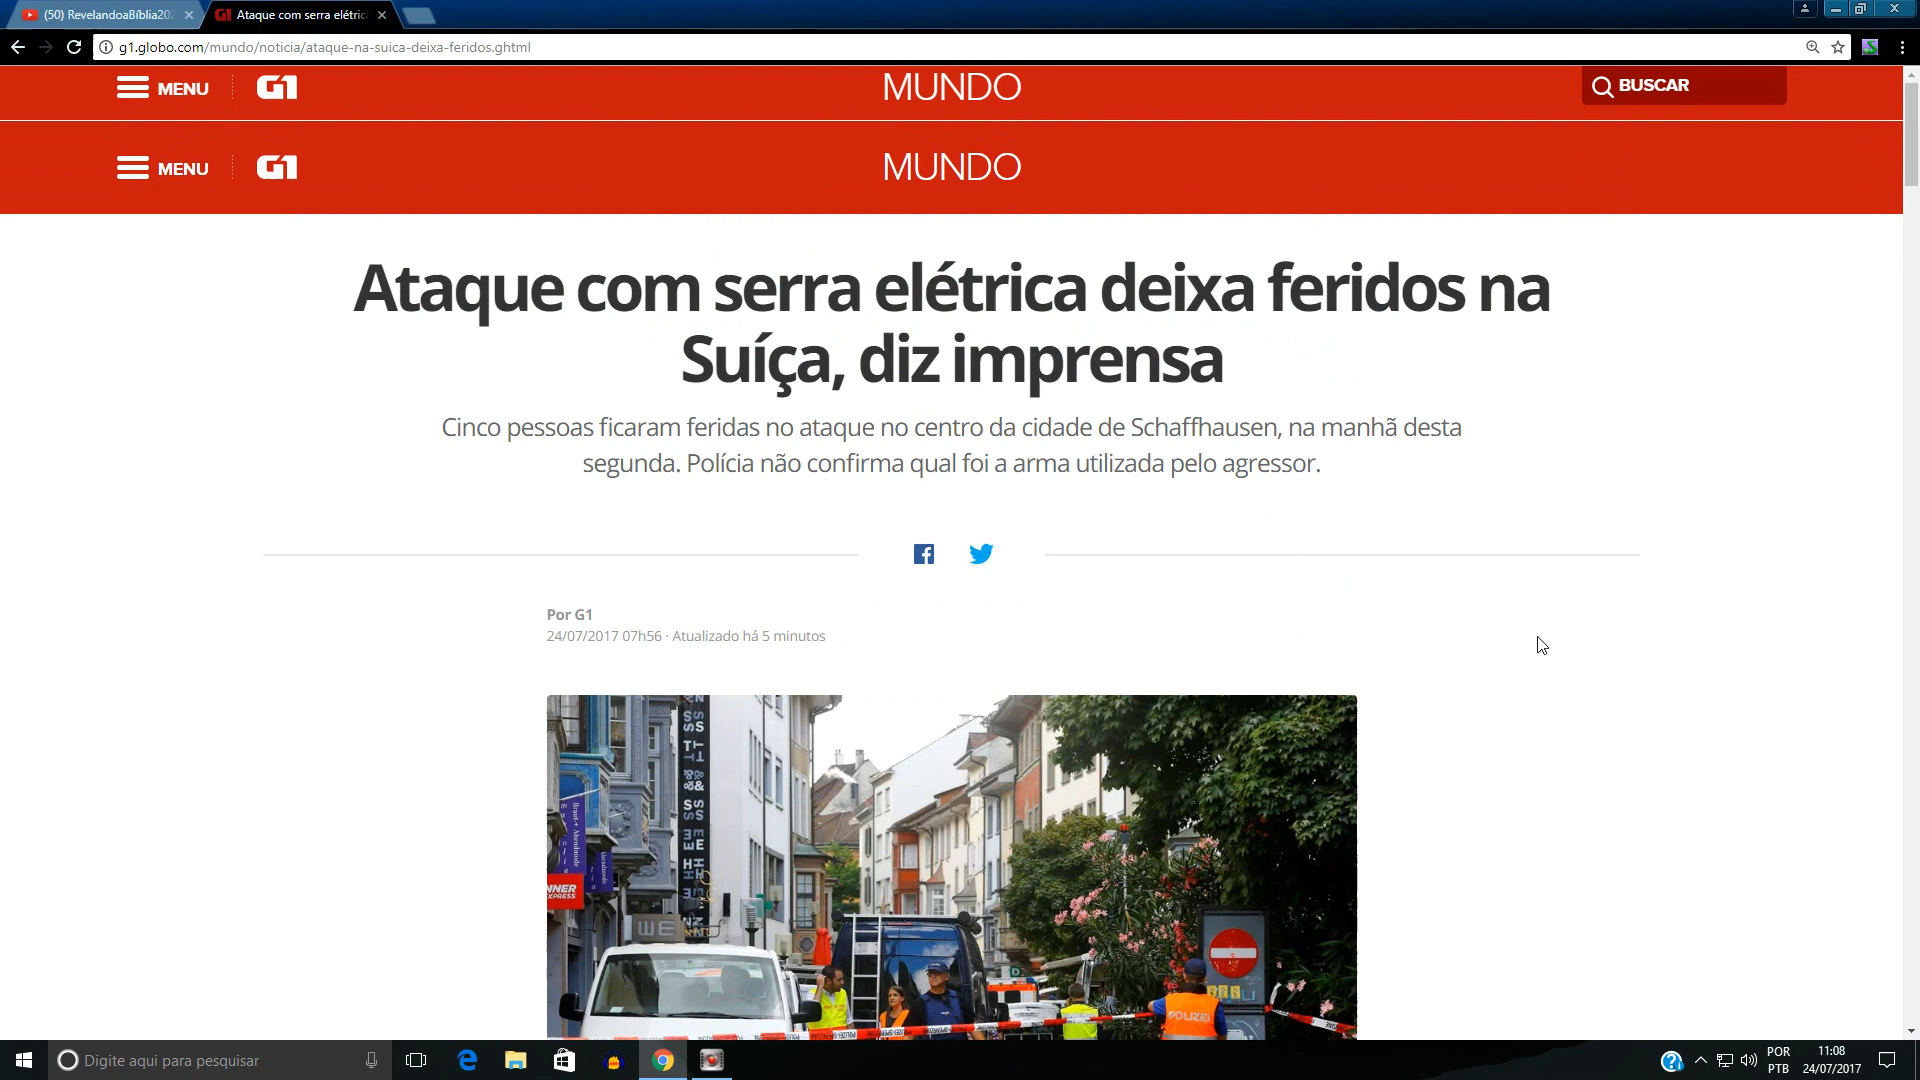 (50) RevelandoaBíblia20
Ataque com serra elétric
g1.globo.com/mundo/noticia/ataque-na-suica-deixa-feridos.ghtml
MENU
G1
MUNDO
BUSCAR
MENU
G1
MUNDO
Ataque com serra elétrica deixa feridos na
Suíça, diz imprensa
Cinco pessoas ficaram feridas no ataque no centro da cidade de Schaffhausen, na manhã desta
segunda. Polícia não confirma qual foi a arma utilizada pelo agressor.
Por G1
24/07/2017 07h56 · Atualizado há 5 minutos
WE
POLIZEI
Digite aqui para pesquisar
POR
PTB
11:08
24/07/2017